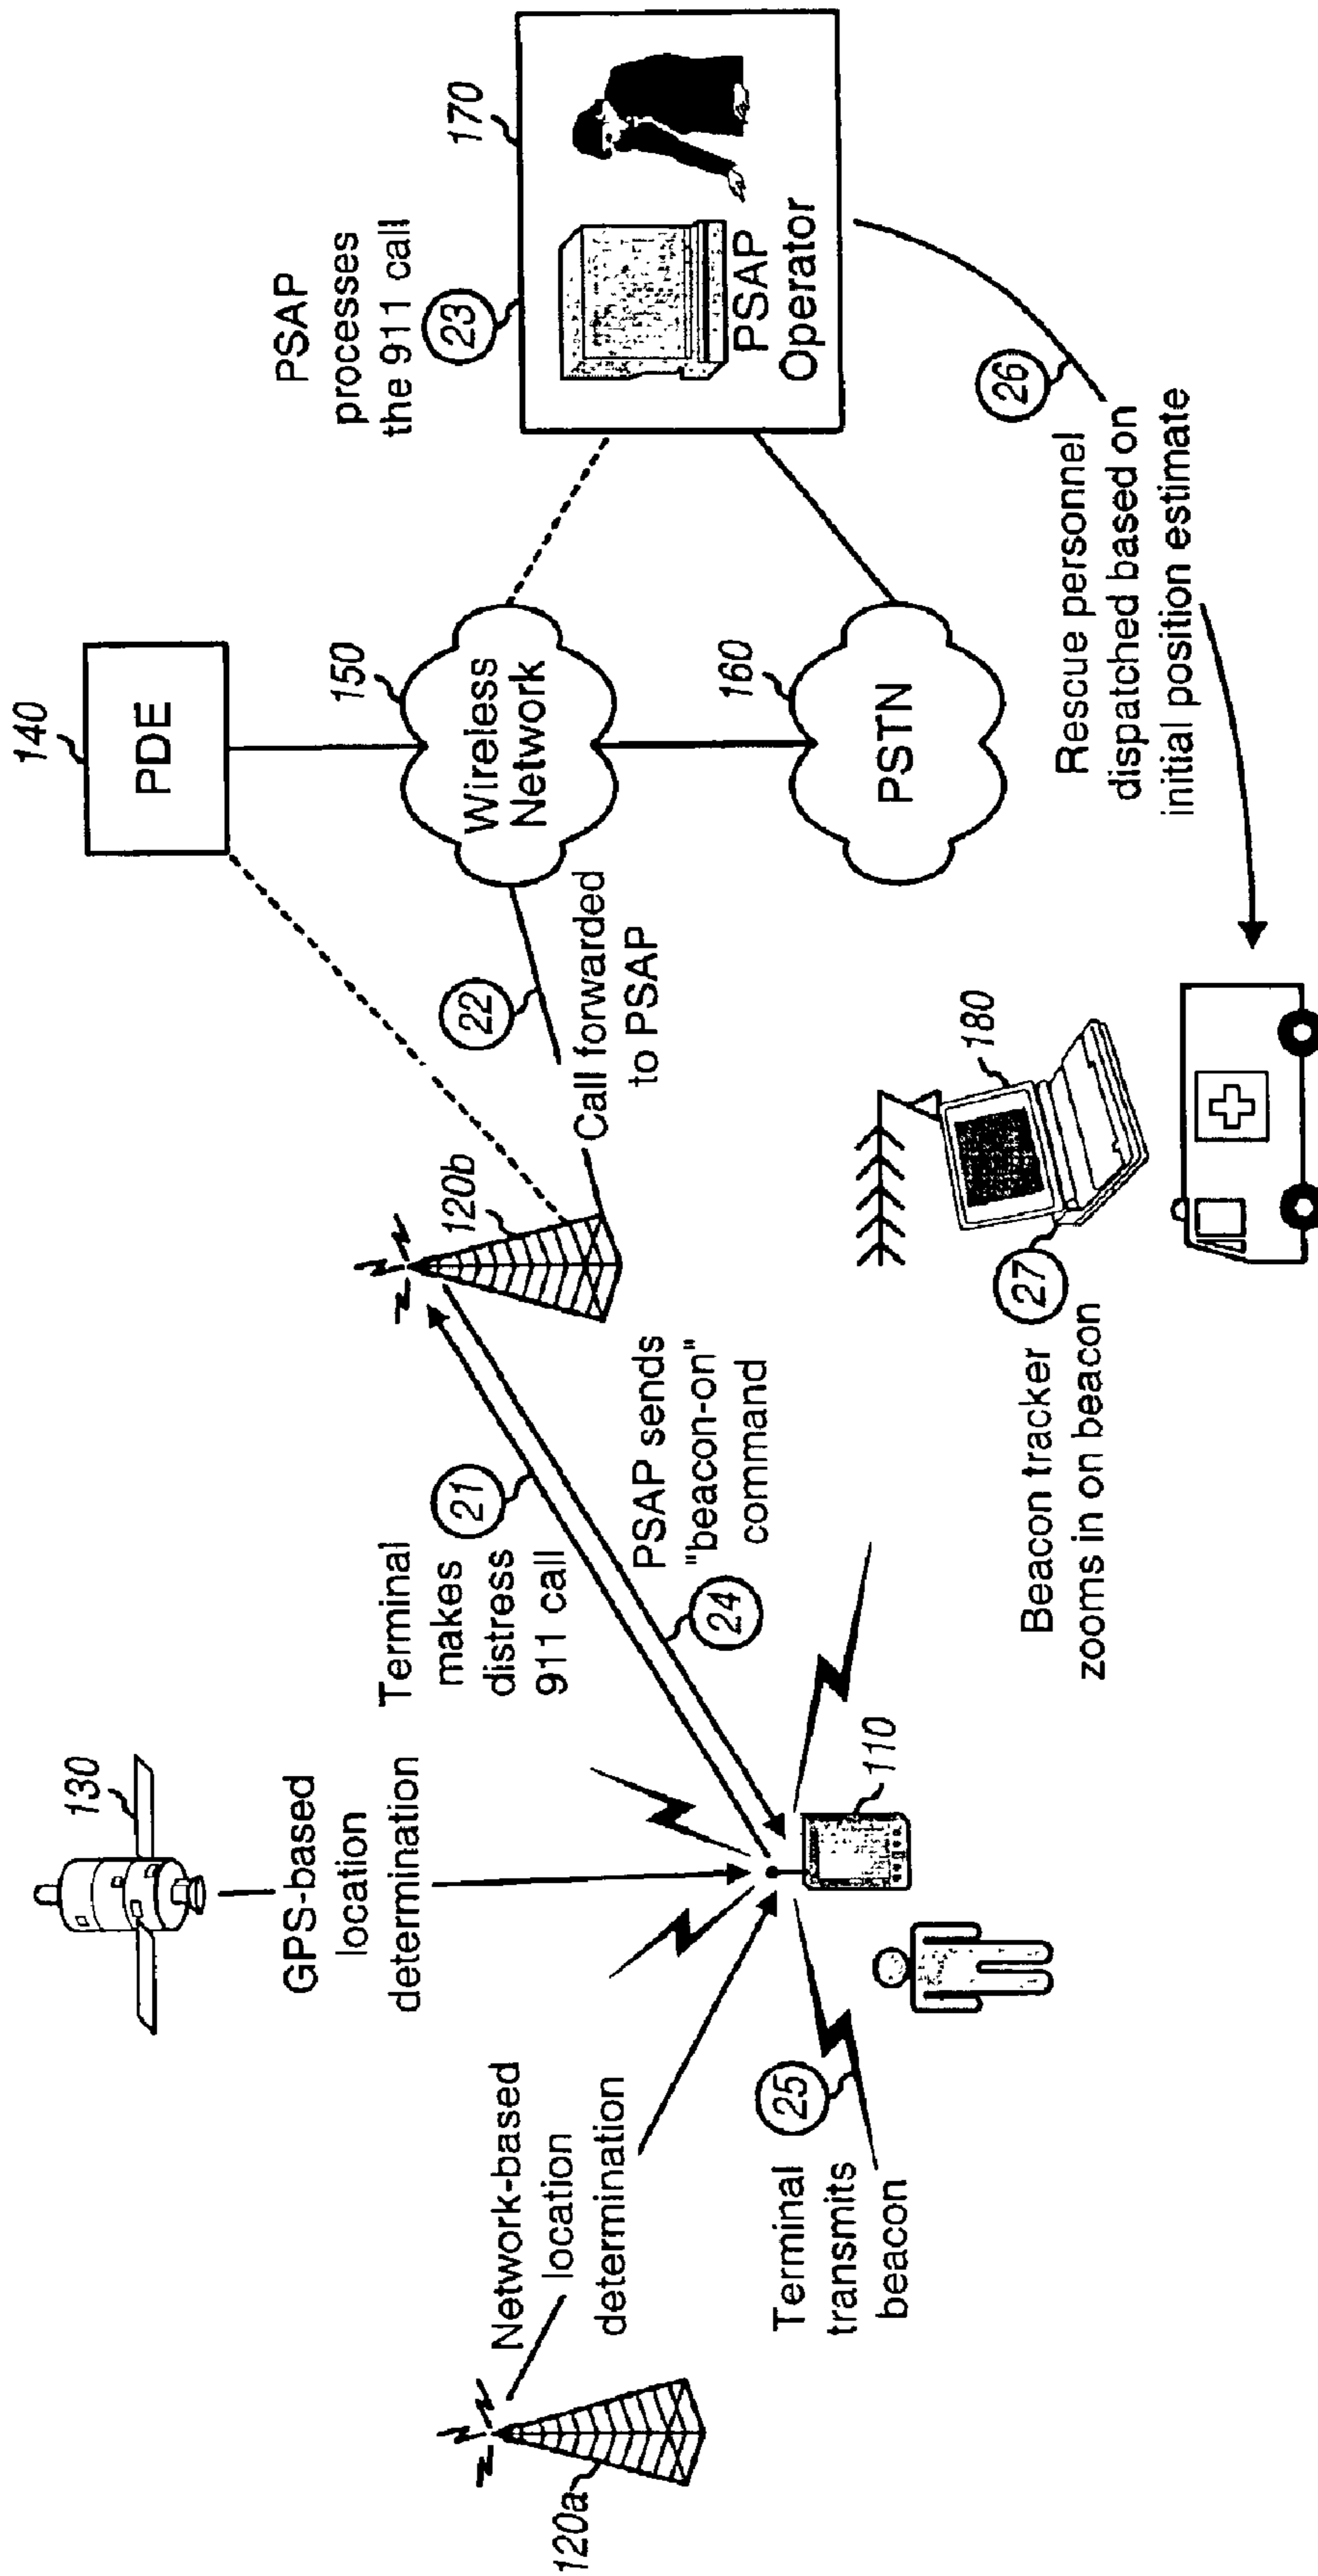 120a
Network-based
location
determination
130
GPS-based
location
determination
Terminal
makes
distress
911 call
21
24
PSAP sends
"beacon-on"
command
25
Terminal
transmits
beacon
110
120b
22
Call forwarded
to PSAP
140
PDE
150
Wireless
Network
160
PSTN
PSAP
processes
the 911 call
23
170
PSAP
Operator
26
Rescue personnel
dispatched based on
initial position estimate
180
27
Beacon tracker
zooms in on beacon